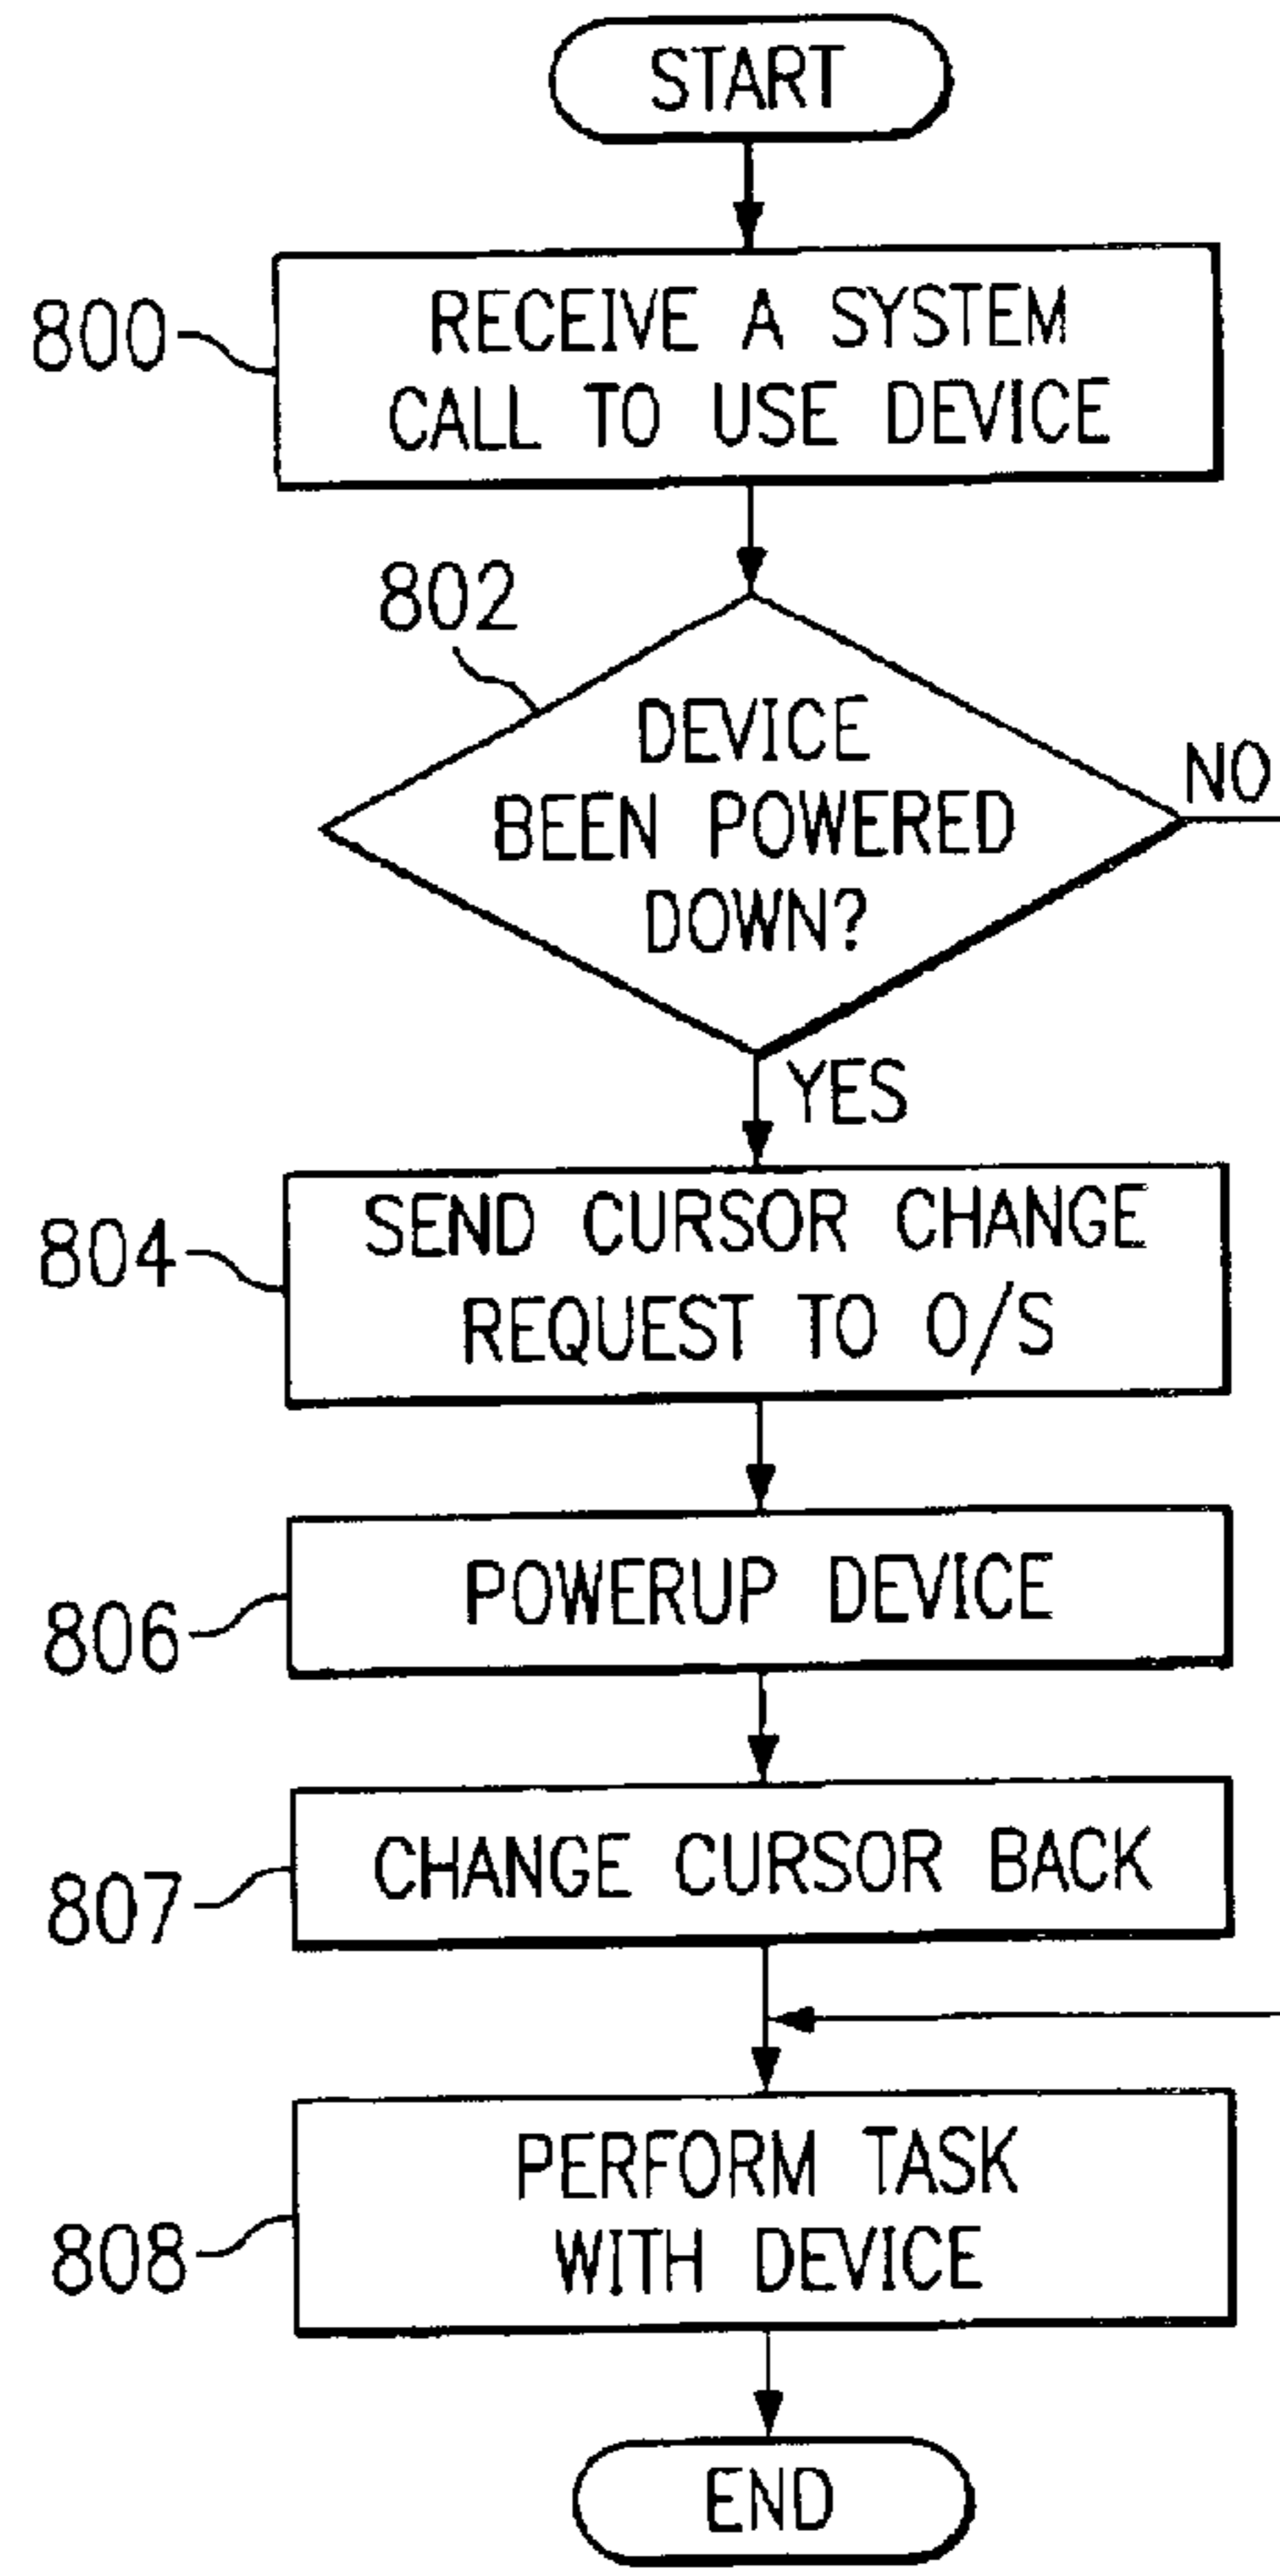 START
800
RECEIVE A SYSTEM
CALL TO USE DEVICE
802
DEVICE
BEEN POWERED
DOWN?
NO
YES
804
SEND CURSOR CHANGE
REQUEST TO O/S
806
POWERUP DEVICE
807
CHANGE CURSOR BACK
808
PERFORM TASK
WITH DEVICE
END